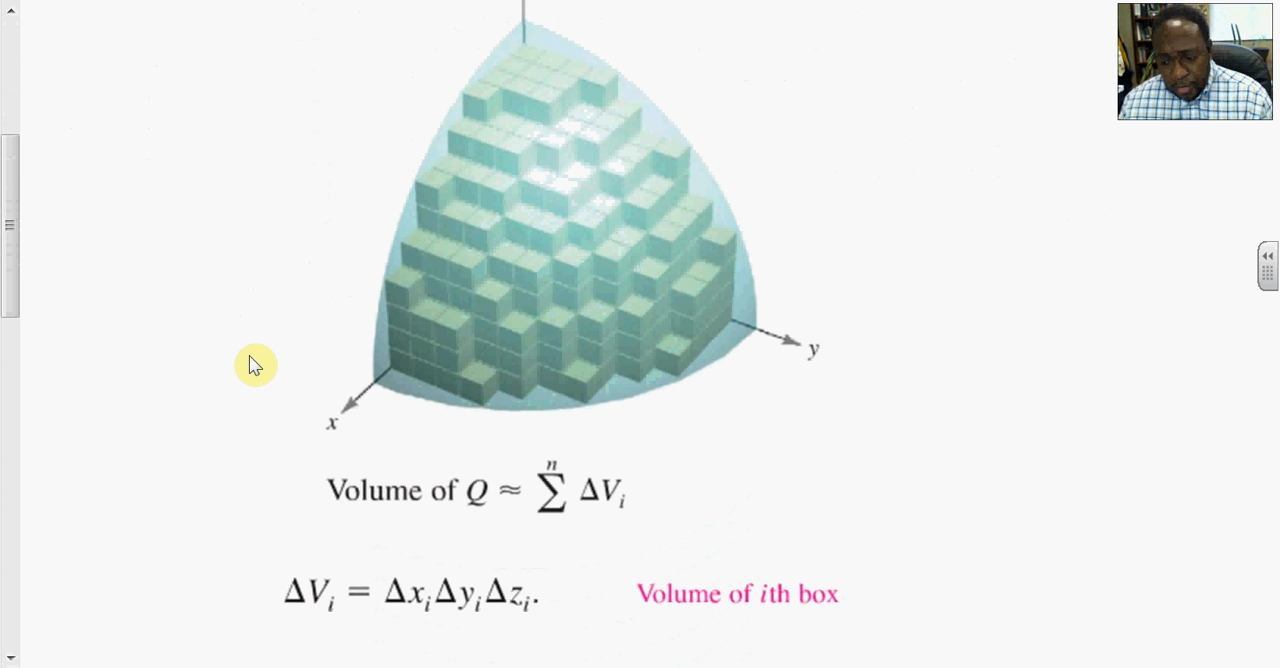 y
x
Volume of Q ≈ ∑ⁿ ΔVᵢ
ΔVᵢ = ΔxᵢΔyᵢΔzᵢ. Volume of ith box